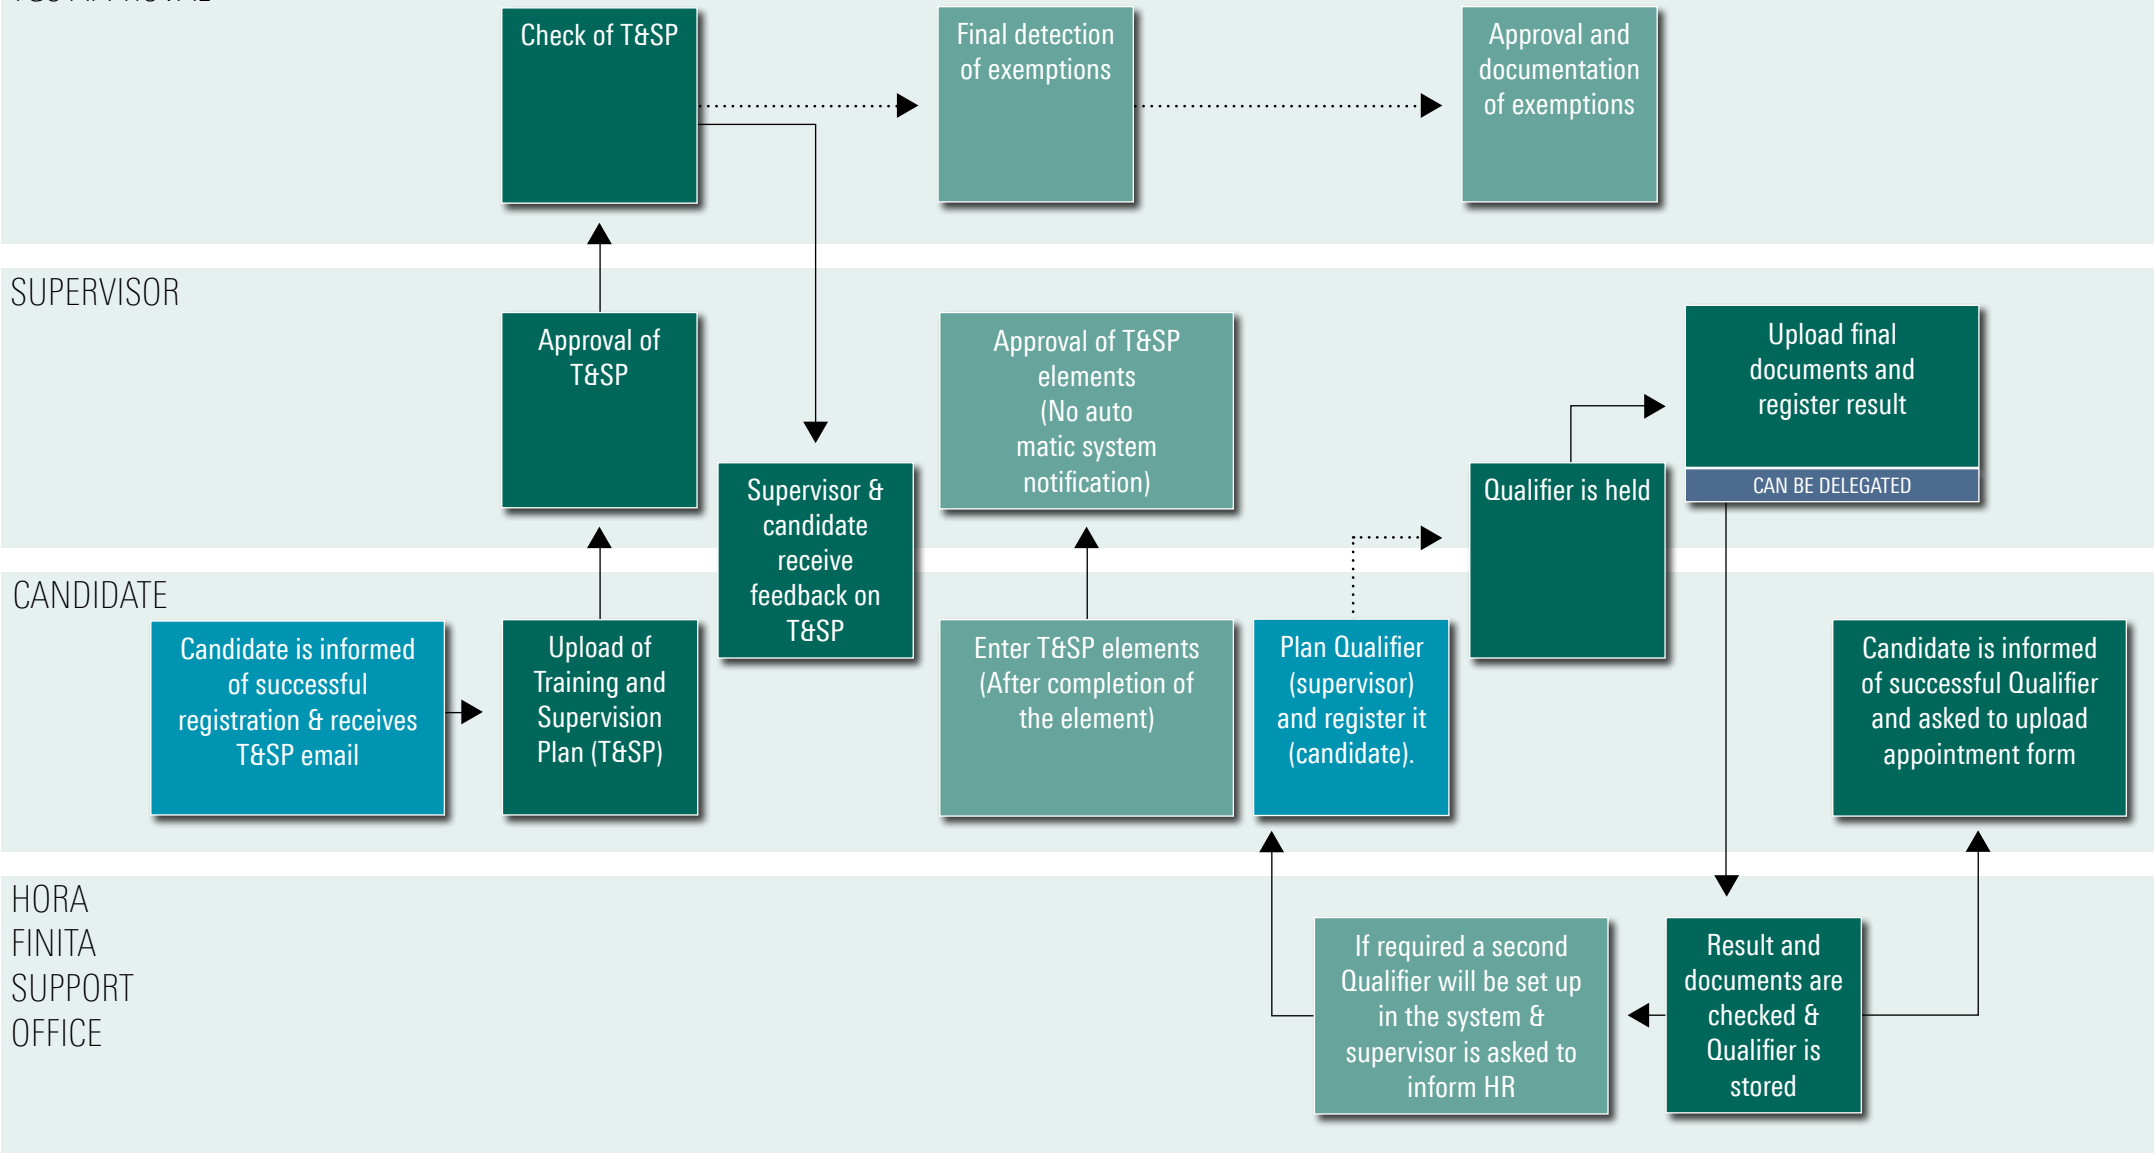 Check of T&SP
Final detection
of exemptions
Approval and
documentation
of exemptions
SUPERVISOR
Approval of
T&SP
Supervisor &
candidate
receive
feedback on
T&SP
Approval of T&SP
elements
(No auto
matic system
notification)
Qualifier is held
Upload final
documents and
register result
CAN BE DELEGATED
CANDIDATE
Candidate is informed
of successful
registration & receives
T&SP email
Upload of
Training and
Supervision
Plan (T&SP)
Enter T&SP elements
(After completion of
the element)
Plan Qualifier
(supervisor)
and register it
(candidate).
Candidate is informed
of successful Qualifier
and asked to upload
appointment form
HORA
FINITA
SUPPORT
OFFICE
If required a second
Qualifier will be set up
in the system &
supervisor is asked to
inform HR
Result and
documents are
checked &
Qualifier is
stored